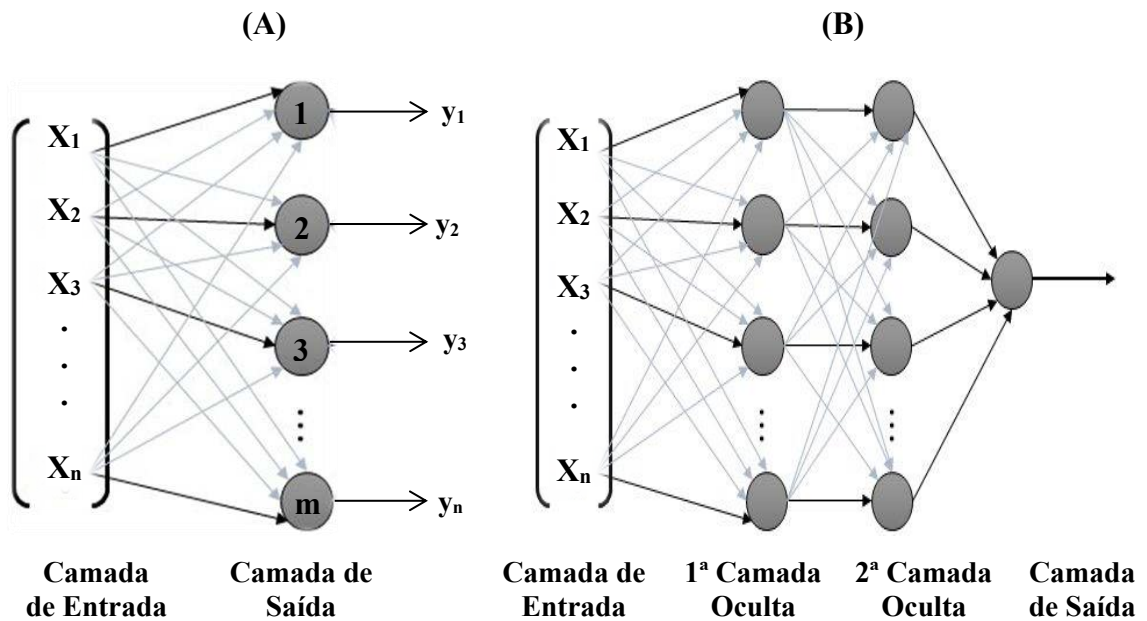 (A)
X1
X2
X3
.
.
.
Xn
1
2
3
...
m
y1
y2
y3
yn
Camada
de Entrada
Camada de
Saída
(B)
X1
X2
X3
.
.
.
Xn
...
...
Camada de
Entrada
1ª Camada
Oculta
2ª Camada
Oculta
Camada
de Saída